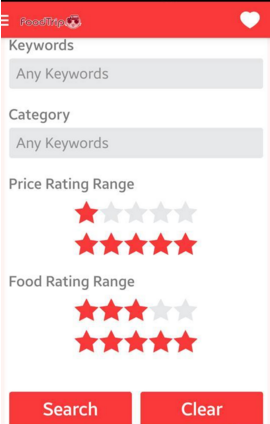 FoodTrip
Keywords
Any Keywords
Category
Any Keywords
Price Rating Range
Food Rating Range
Search
Clear